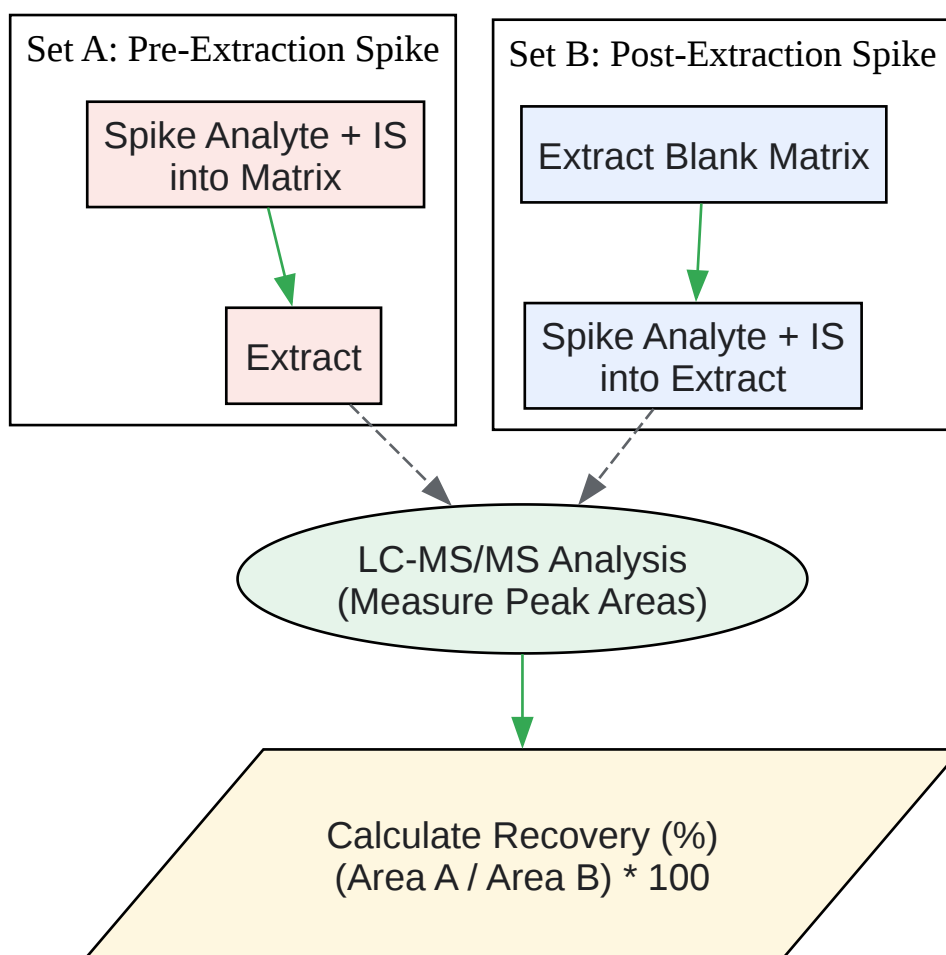 Set A: Pre-Extraction Spike
Spike Analyte + IS
into Matrix
Extract
Set B: Post-Extraction Spike
Extract Blank Matrix
Spike Analyte + IS
into Extract
LC-MS/MS Analysis
(Measure Peak Areas)
Calculate Recovery (%)
(Area A / Area B) * 100